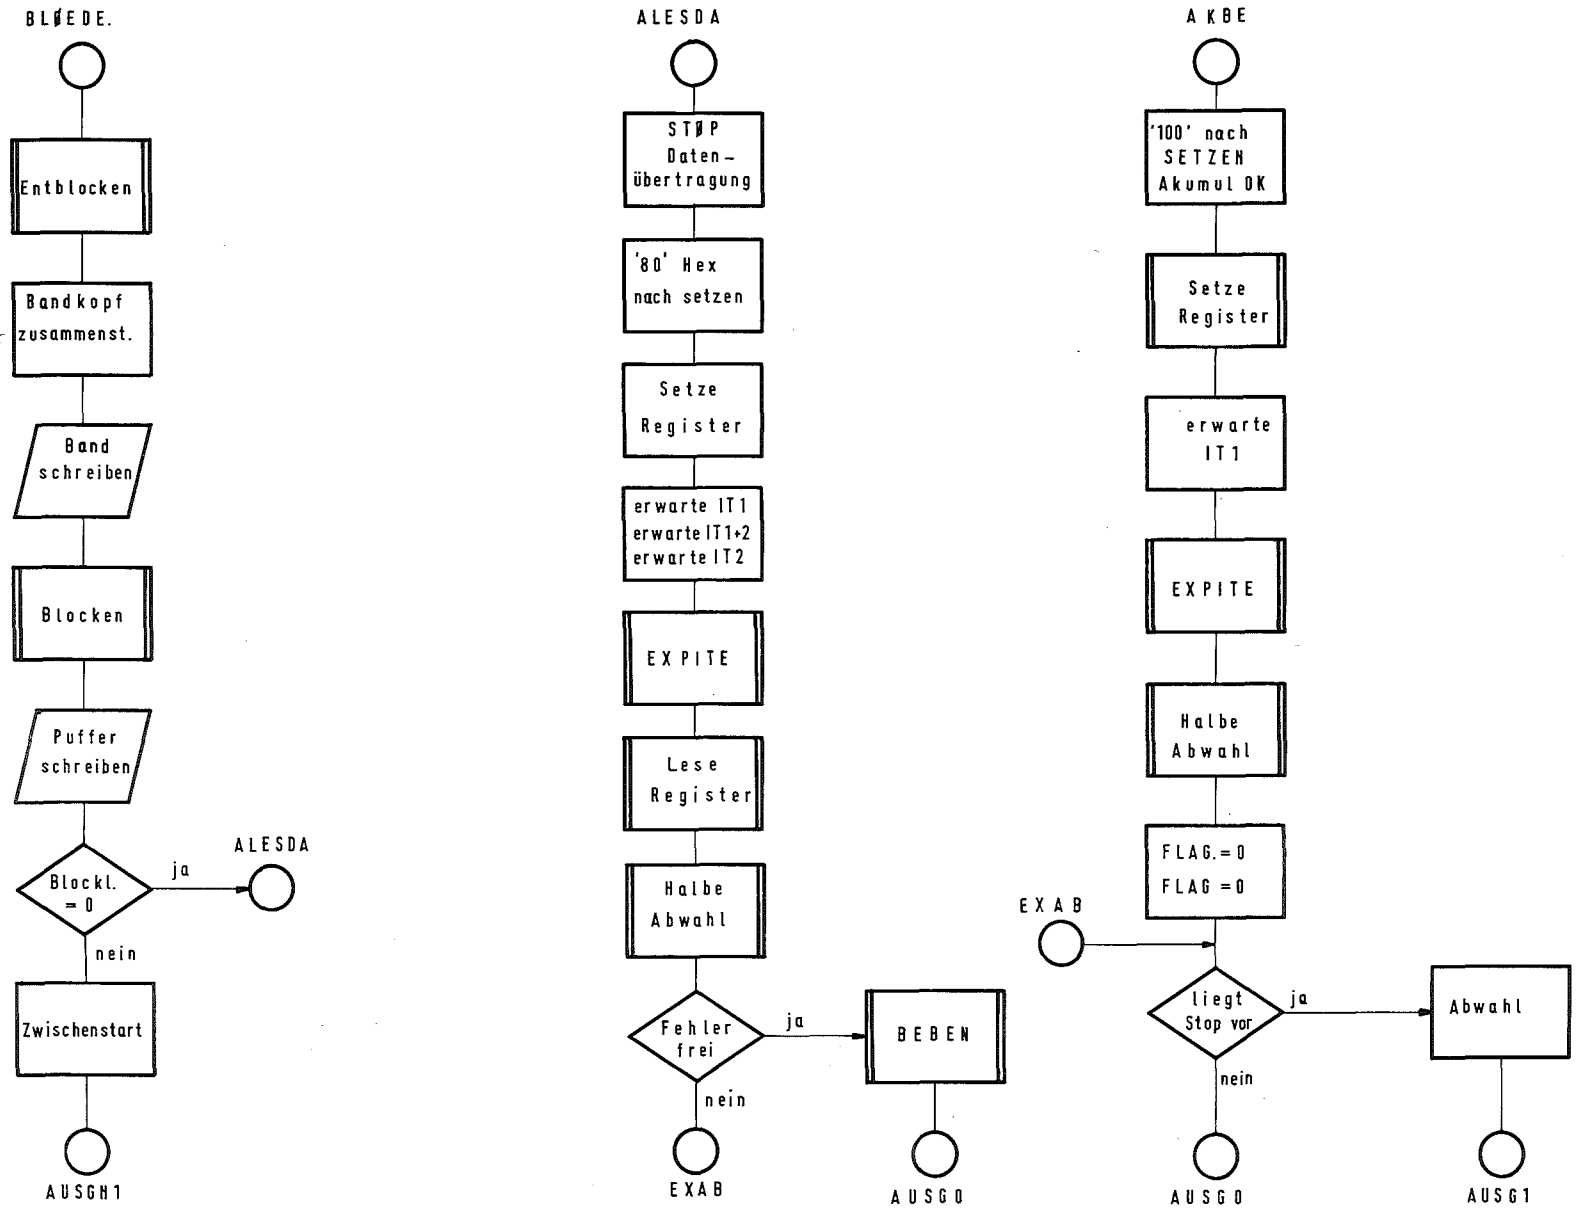 BLØEDE.
Entblocken
Bandkopf
zusammenst.
Band
schreiben
Blocken
Puffer
schreiben
Blockl.
= 0
ja
ALESDA
nein
Zwischenstart
AUSGN1
ALESDA
STØP
Daten-
übertragung
'80' Hex
nach setzen
Setze
Register
erwarte IT1
erwarte IT1+2
erwarte IT2
EXPITE
Lese
Register
Halbe
Abwahl
Fehler
frei
ja
BEBEN
nein
EXAB
AUSG0
AKBE
'100' nach
SETZEN
Akumul OK
Setze
Register
erwarte
IT1
EXPITE
Halbe
Abwahl
FLAG.=0
FLAG =0
EXAB
liegt
Stop vor
ja
Abwahl
nein
AUSG0
AUSG1